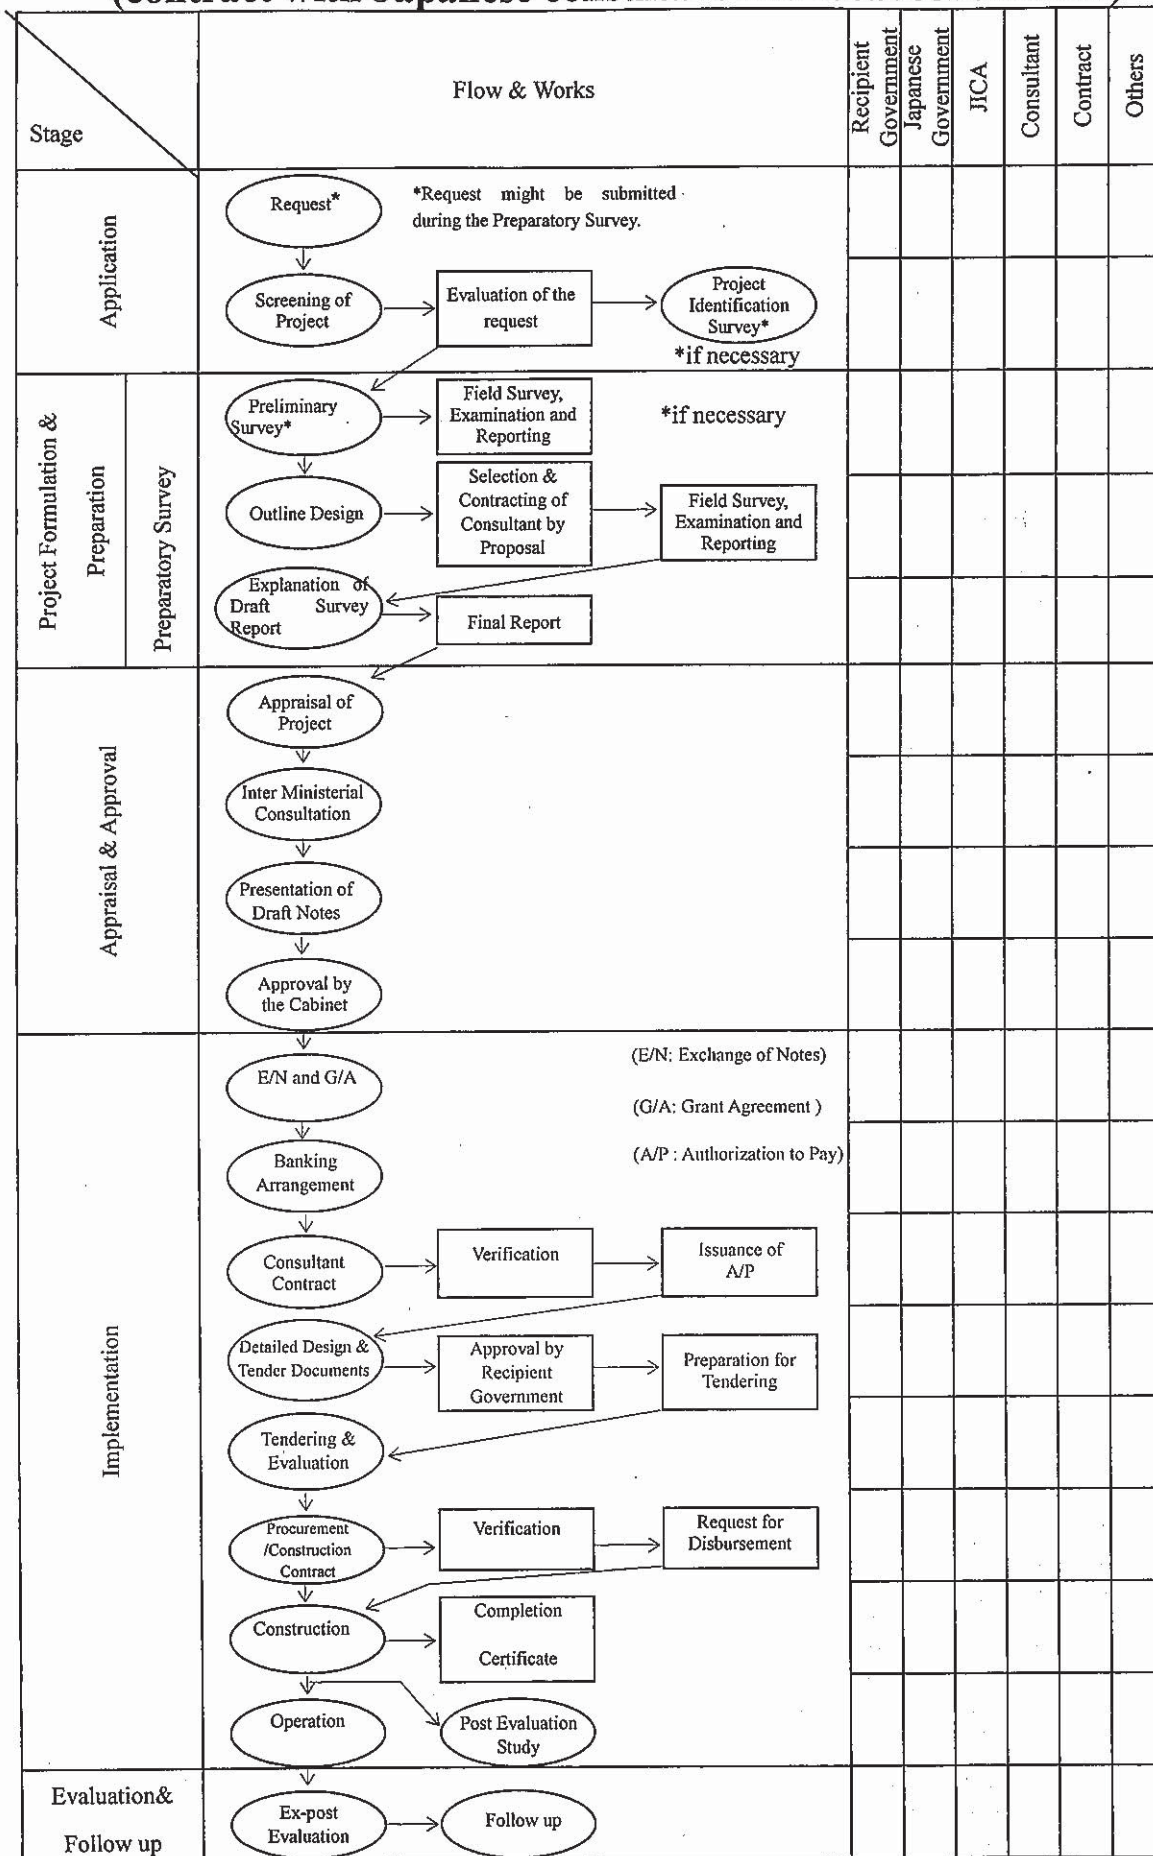 (contract with Japanese
Stage
Flow & Works
Recipient
Government
Japanese
Government
JICA
Consultant
Contract
Others
Application
Request*
*Request might be submitted
during the Preparatory Survey.
Screening of
Project
Evaluation of the
request
Project
Identification
Survey*
*if necessary
Project Formulation &
Preparation
Preparatory Survey
Preliminary
Survey*
Field Survey,
Examination and
Reporting
*if necessary
Outline Design
Selection &
Contracting of
Consultant by
Proposal
Field Survey,
Examination and
Reporting
Explanation of
Draft Survey
Report
Final Report
Appraisal & Approval
Appraisal of
Project
Inter Ministerial
Consultation
Presentation of
Draft Notes
Approval by
the Cabinet
Implementation
E/N and G/A
(E/N: Exchange of Notes)
(G/A: Grant Agreement )
(A/P : Authorization to Pay)
Banking
Arrangement
Consultant
Contract
Verification
Issuance of
A/P
Detailed Design &
Tender Documents
Approval by
Recipient
Government
Preparation for
Tendering
Tendering &
Evaluation
Procurement
/Construction
Contract
Verification
Request for
Disbursement
Construction
Completion
Certificate
Operation
Post Evaluation
Study
Evaluation&
Follow up
Ex-post
Evaluation
Follow up